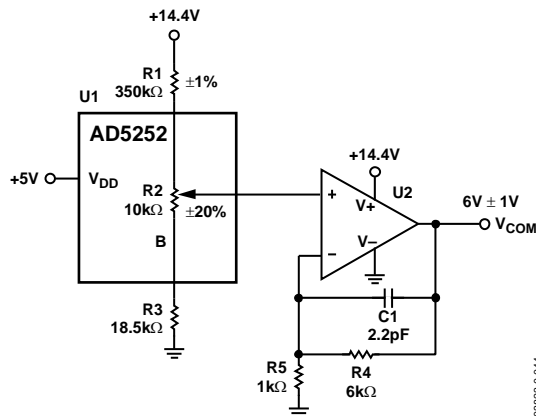 +14.4V
R1
350kΩ
±1%
U1
AD5252
+5V
VDD
R2
10kΩ
±20%
B
R3
18.5kΩ
+14.4V
U2
+
V+
V−
−
6V ± 1V
VCOM
C1
2.2pF
R4
6kΩ
R5
1kΩ